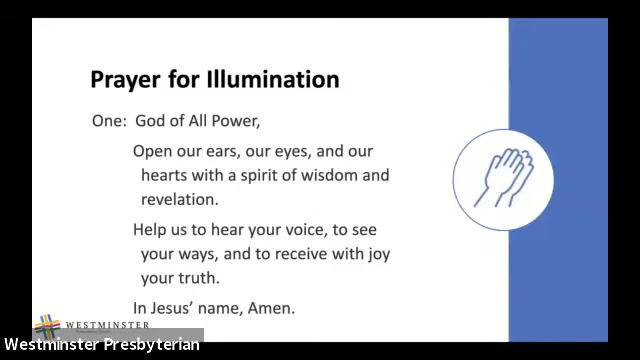 Prayer for Illumination
One: God of All Power,
Open our ears, our eyes, and our
hearts with a spirit of wisdom and
revelation.
Help us to hear your voice, to see
your ways, and to receive with joy
your truth.
In Jesus’ name, Amen.
WESTMINSTER
Westminster Presbyterian